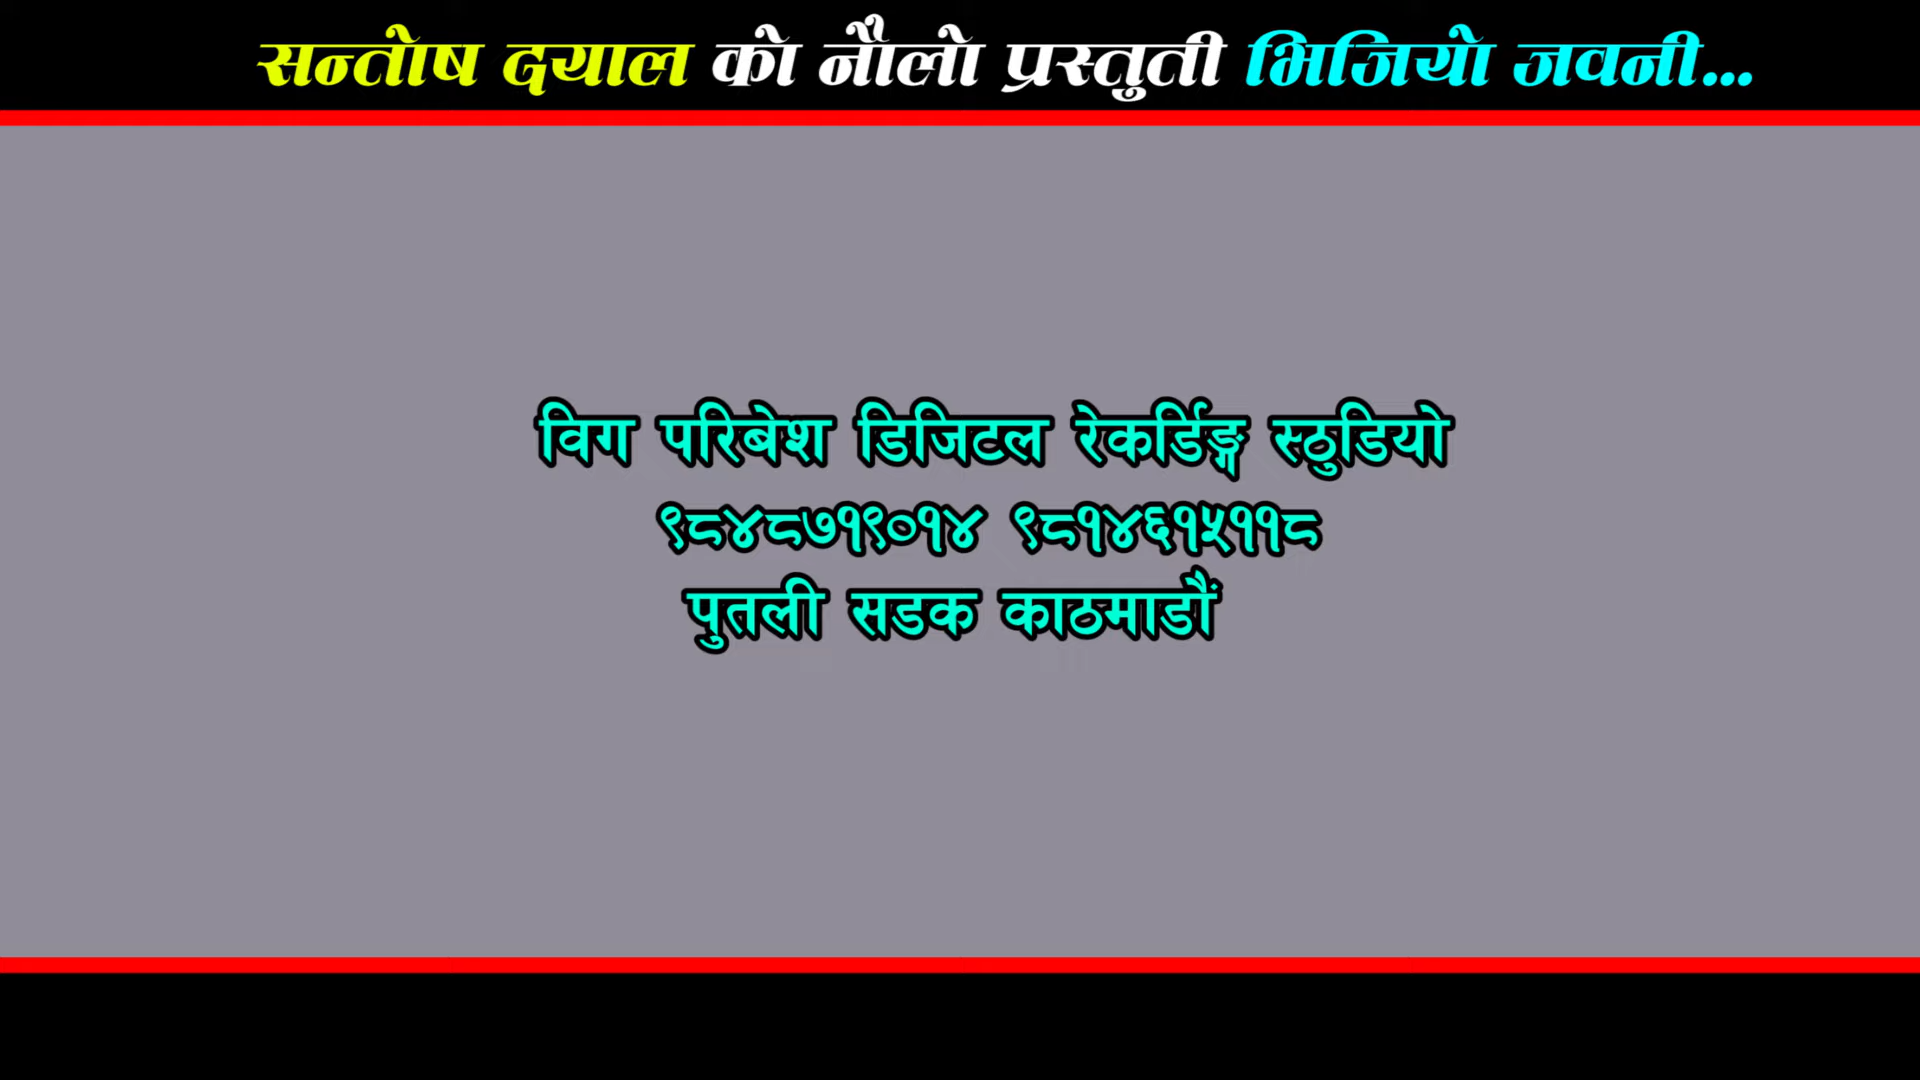 सन्तोष दयाल को नौलो प्रस्तुती भिजियो जवनी...
विग परिबेश डिजिटल रेकर्डिङ्ग स्ठुडियो
९८४८७१९०१४ ९८१४६१५११८
पुतली सडक काठमाडौं